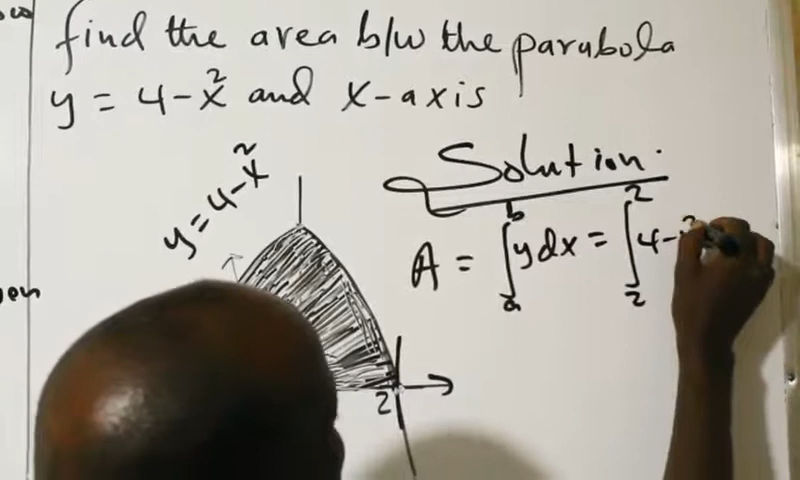 find the area b/w the parabola
y = 4-x² and x-axis
Solution.
y=4-x²
A = ∫ₐᵇ y dx = ∫₂² 4-
2